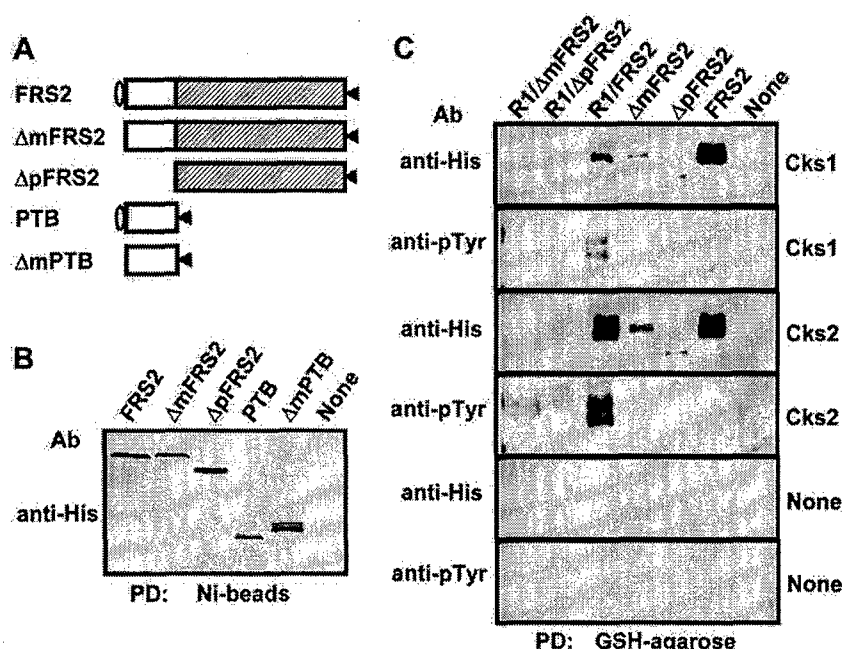 A
FRS2
ΔmFRS2
ΔpFRS2
PTB
ΔmPTB
B
FRS2
ΔmFRS2
ΔpFRS2
PTB
ΔmPTB
None
Ab
anti-His
PD: Ni-beads
C
R1/ΔmFRS2
R1/ΔpFRS2
R1/FRS2
ΔmFRS2
ΔpFRS2
FRS2
None
Ab
anti-His Cks1
anti-pTyr Cks1
anti-His Cks2
anti-pTyr Cks2
anti-His None
anti-pTyr None
PD: GSH-agarose